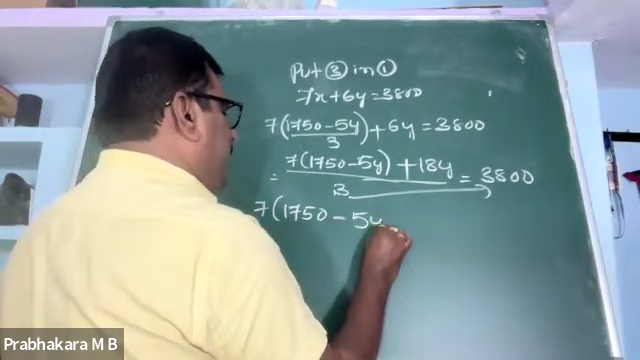 Put ③ in ①
7x + 6y = 3800
7(1750 - 5y / 3) + 6y = 3800
= 7(1750 - 5y) + 18y / 3 = 3800
7(1750 - 5y
Prabhakara M B